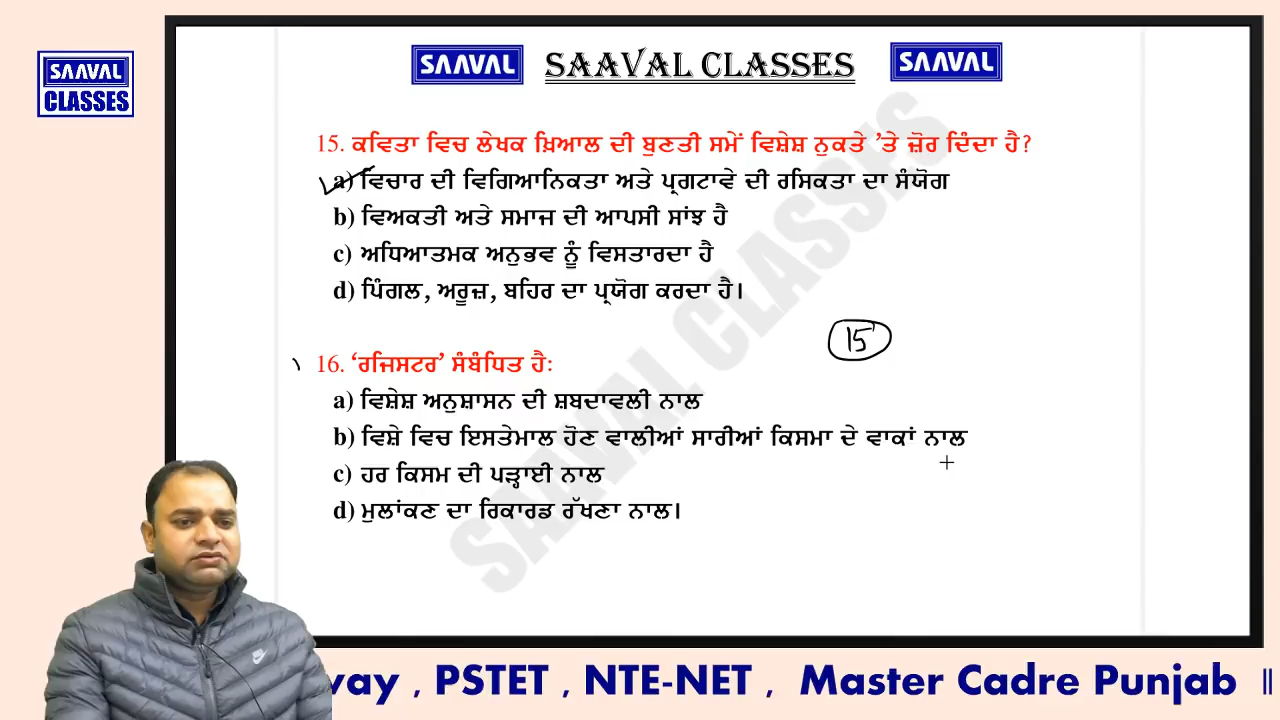 SAAVAL
CLASSES
SAAVAL
SAAVAL CLASSES
SAAVAL
15. ਕਵਿਤਾ ਵਿਚ ਲੇਖਕ ਖ਼ਿਆਲ ਦੀ ਬੁਣਤੀ ਸਮੇਂ ਵਿਸ਼ੇਸ਼ ਨੁਕਤੇ ’ਤੇ ਜ਼ੋਰ ਦਿੰਦਾ ਹੈ?
a) ਵਿਚਾਰ ਦੀ ਵਿਗਿਆਨਿਕਤਾ ਅਤੇ ਪ੍ਰਗਟਾਵੇ ਦੀ ਰਸਿਕਤਾ ਦਾ ਸੰਯੋਗ
b) ਵਿਅਕਤੀ ਅਤੇ ਸਮਾਜ ਦੀ ਆਪਸੀ ਸਾਂਝ ਹੈ
c) ਅਧਿਆਤਮਕ ਅਨੁਭਵ ਨੂੰ ਵਿਸਤਾਰਦਾ ਹੈ
d) ਪਿੰਗਲ, ਅਰੂਜ਼, ਬਹਿਰ ਦਾ ਪ੍ਰਯੋਗ ਕਰਦਾ ਹੈ।
15
16. ‘ਰਜਿਸਟਰ’ ਸੰਬੰਧਿਤ ਹੈ:
a) ਵਿਸ਼ੇਸ਼ ਅਨੁਸ਼ਾਸਨ ਦੀ ਸ਼ਬਦਾਵਲੀ ਨਾਲ
b) ਵਿਸ਼ੇ ਵਿਚ ਇਸਤੇਮਾਲ ਹੋਣ ਵਾਲੀਆਂ ਸਾਰੀਆਂ ਕਿਸਮਾ ਦੇ ਵਾਕਾਂ ਨਾਲ
c) ਹਰ ਕਿਸਮ ਦੀ ਪੜ੍ਹਾਈ ਨਾਲ
d) ਮੁਲਾਂਕਣ ਦਾ ਰਿਕਾਰਡ ਰੱਖਣਾ ਨਾਲ।
SAAVAL CLASSES
vay , PSTET , NTE-NET , Master Cadre Punjab ||